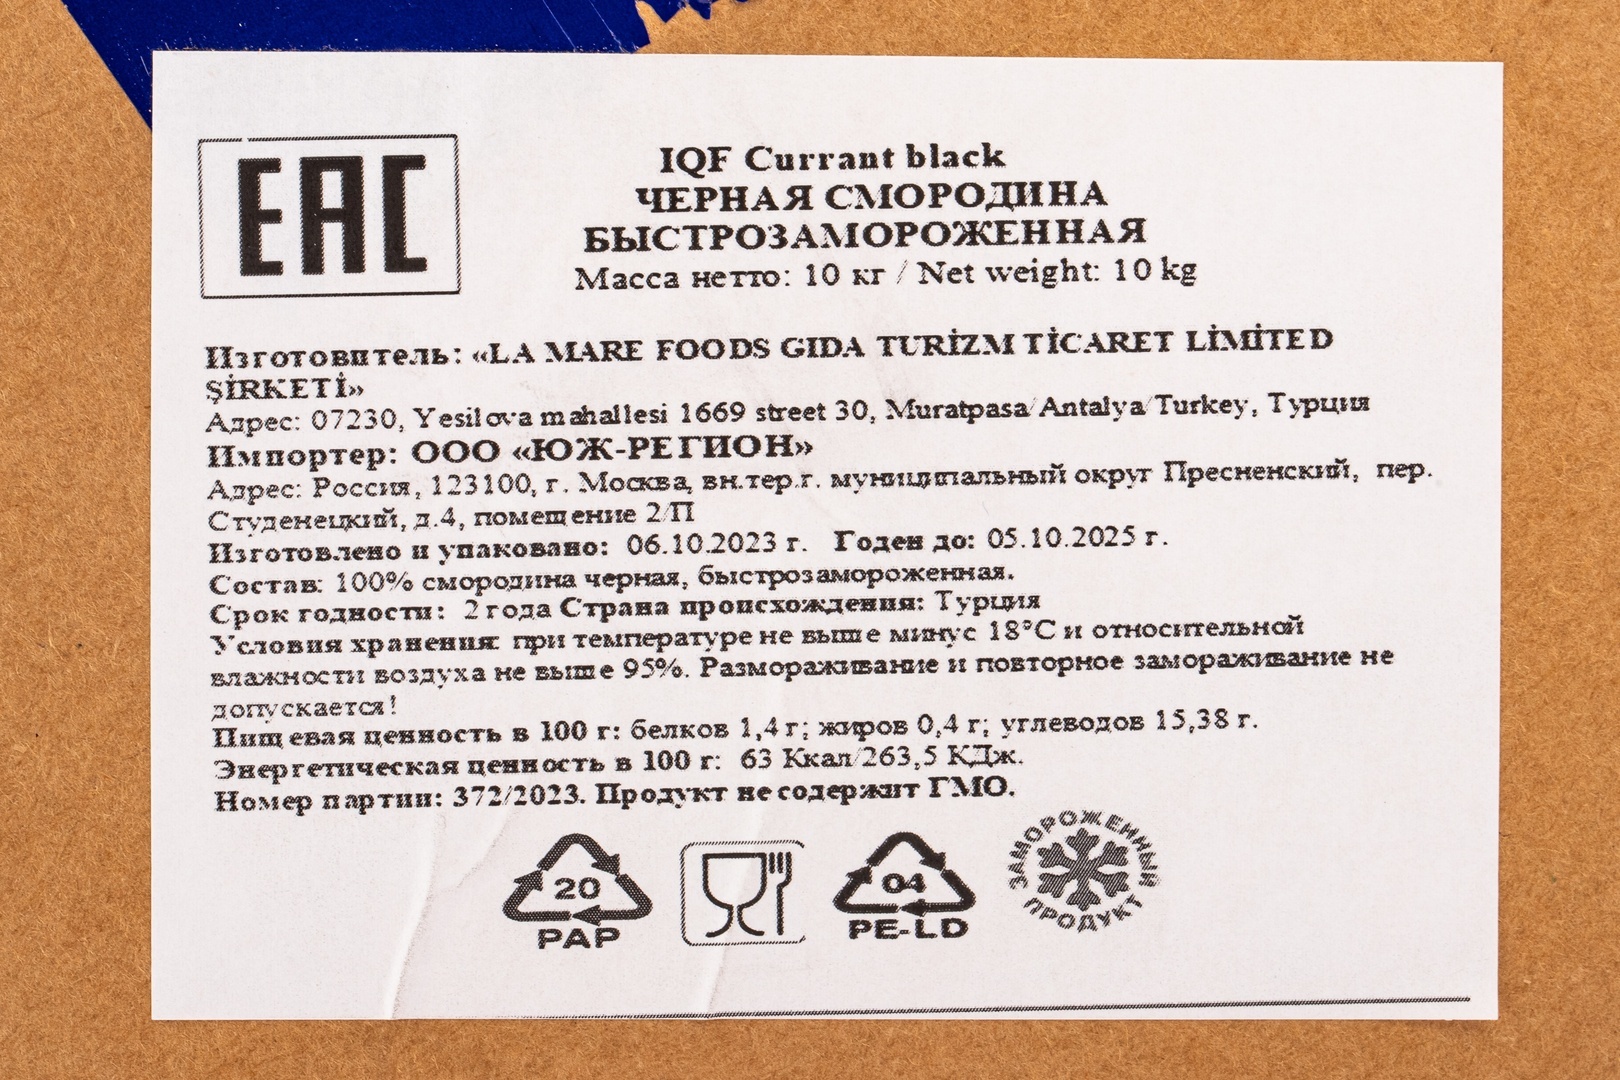 EAC
IQF Currant black
ЧЕРНАЯ СМОРОДИНА
БЫСТРОЗАМОРОЖЕННАЯ
Масса нетто: 10 кг / Net weight: 10 kg
Изготовитель: «LA MARE FOODS GIDA TURİZM TİCARET LİMİTED
ŞİRKETİ»
Адрес: 07230, Yesilova mahallesi 1669 street 30, Muratpasa/Antalya/Turkey, Турция
Импортер: ООО «ЮЖ-РЕГИОН»
Адрес: Россия, 123100, г. Москва, вн.тер.г. муниципальный округ Пресненский, пер.
Студенецкий, д.4, помещение 2/П
Изготовлено и упаковано: 06.10.2023 г. Годен до: 05.10.2025 г.
Состав: 100% смородина черная, быстрозамороженная.
Срок годности: 2 года Страна происхождения: Турция
Условия хранения: при температуре не выше минус 18°С и относительной
влажности воздуха не выше 95%. Размораживание и повторное замораживание не
допускается!
Пищевая ценность в 100 г: белков 1,4 г; жиров 0,4 г; углеводов 15,38 г.
Энергетическая ценность в 100 г: 63 Ккал/263,5 КДж.
Номер партии: 372/2023. Продукт не содержит ГМО.
20
PAP
04
PE-LD
ЗАМОРОЖЕННЫЙ
ПРОДУКТ